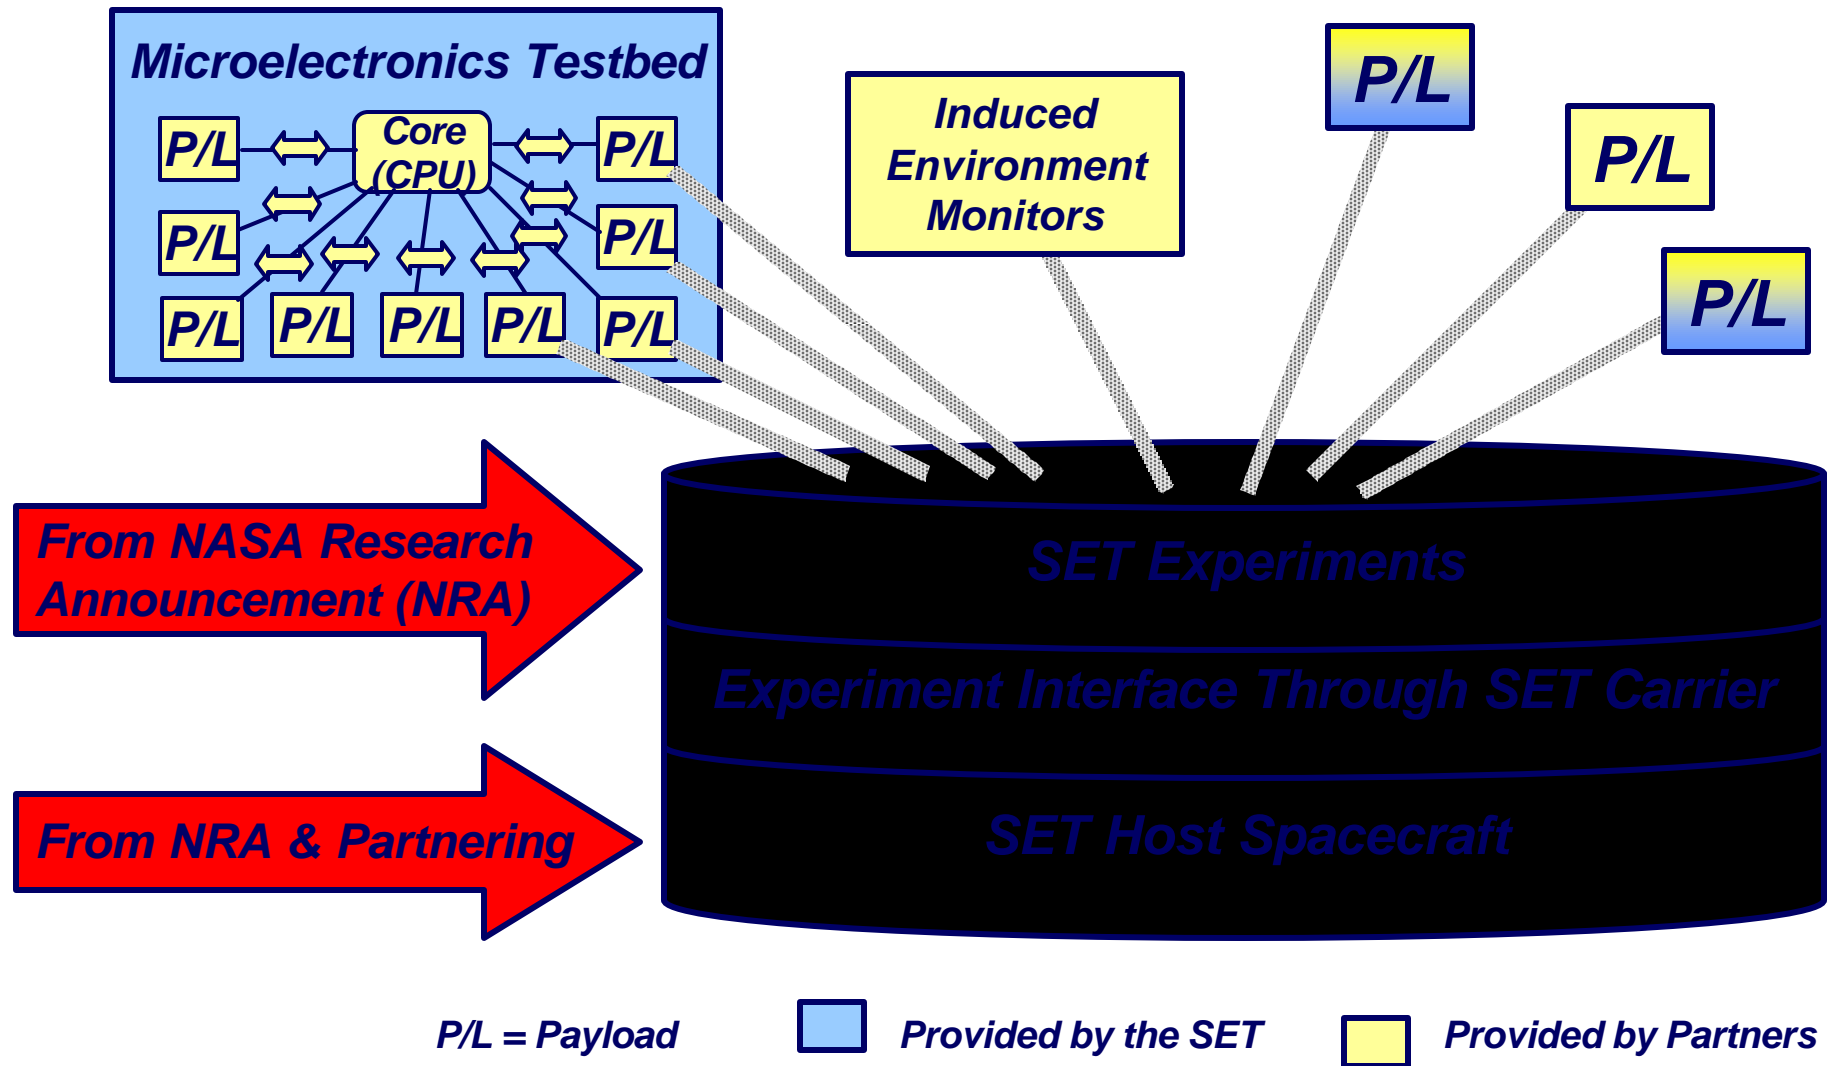 Microelectronics Testbed
P/L
Core
(CPU)
P/L
P/L
P/L
P/L
P/L
P/L
P/L
P/L
Induced
Environment
Monitors
P/L
P/L
P/L
From NASA Research
Announcement (NRA)
SET Experiments
Experiment Interface Through SET Carrier
From NRA & Partnering
SET Host Spacecraft
P/L = Payload
Provided by the SET
Provided by Partners